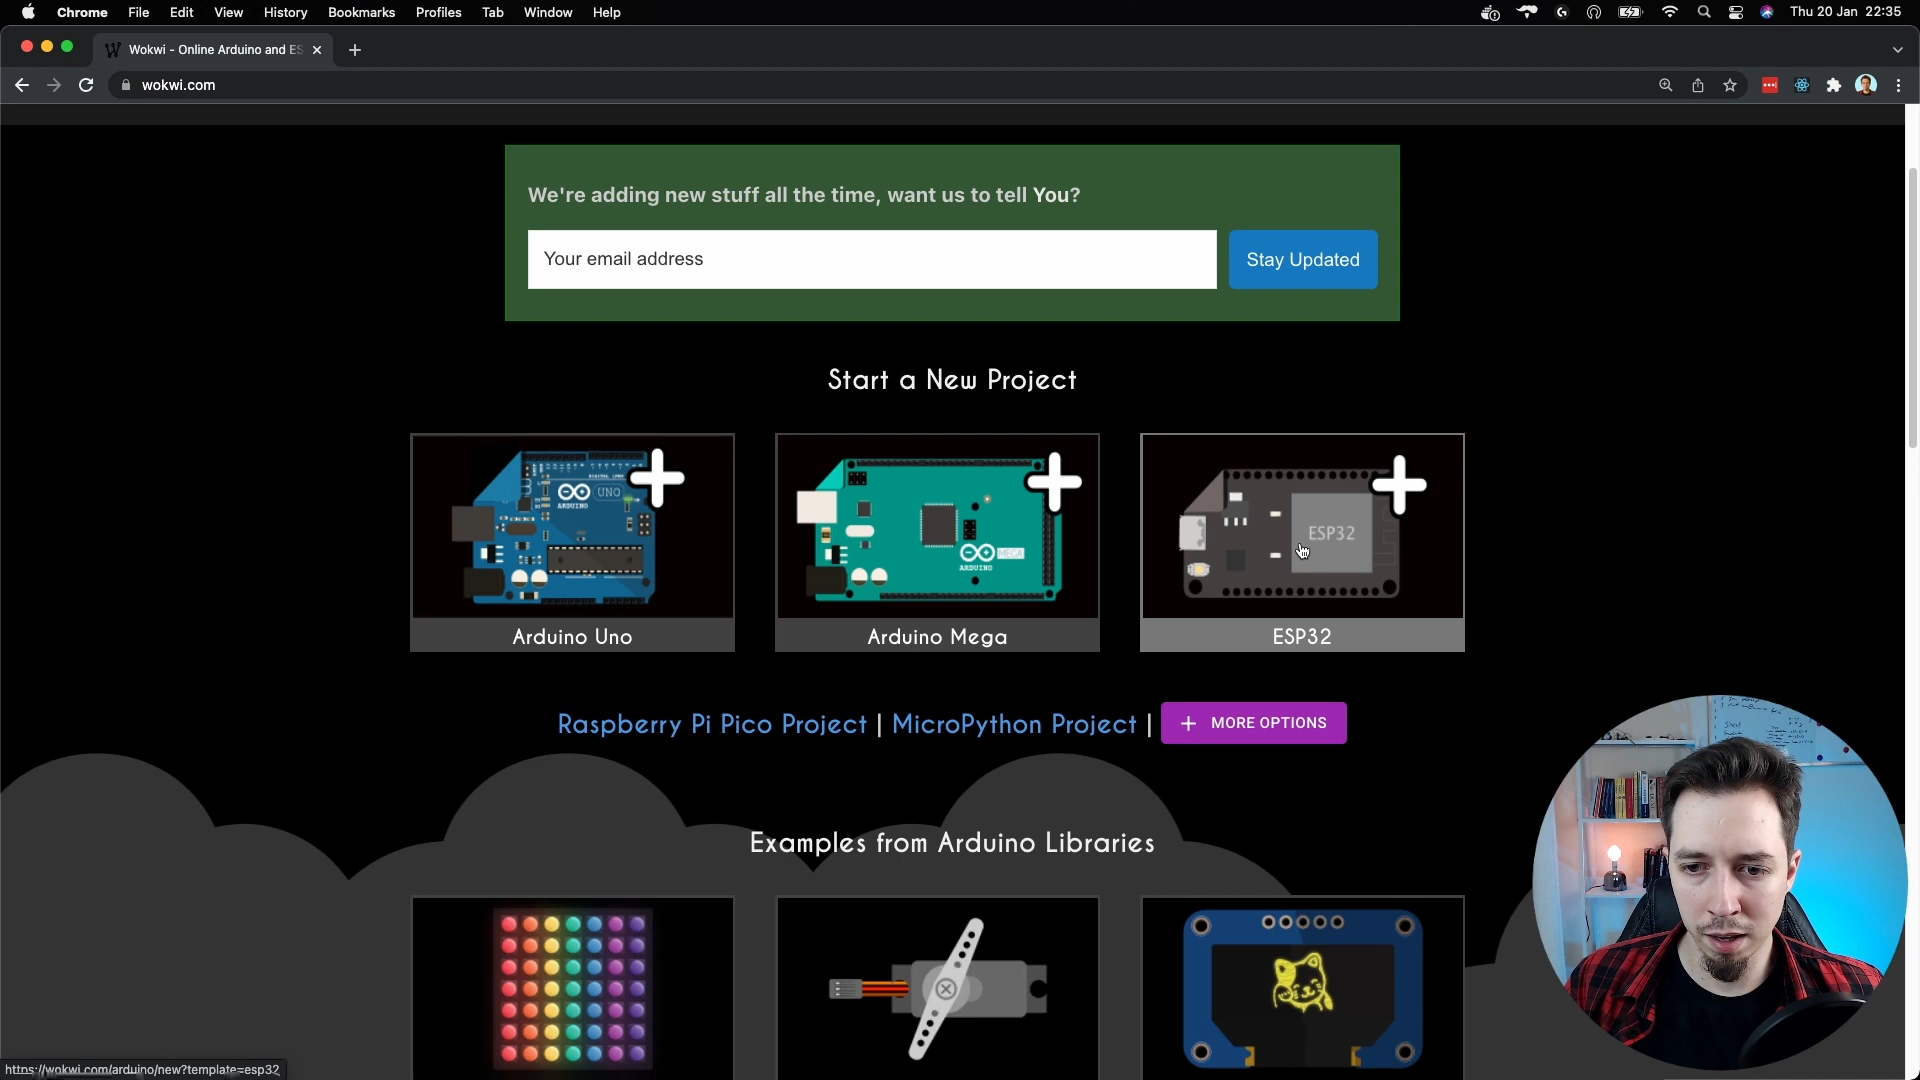 Chrome File Edit View History Bookmarks Profiles Tab Window Help
Thu 20 Jan 22:35
Wokwi - Online Arduino and ES
wokwi.com
We're adding new stuff all the time, want us to tell You?
Your email address
Stay Updated
Start a New Project
UNO
ARDUINO
MEGA
ARDUINO
ESP32
Arduino Uno
Arduino Mega
ESP32
Raspberry Pi Pico Project | MicroPython Project |
+ MORE OPTIONS
Examples from Arduino Libraries
https://wokwi.com/arduino/new?template=esp32